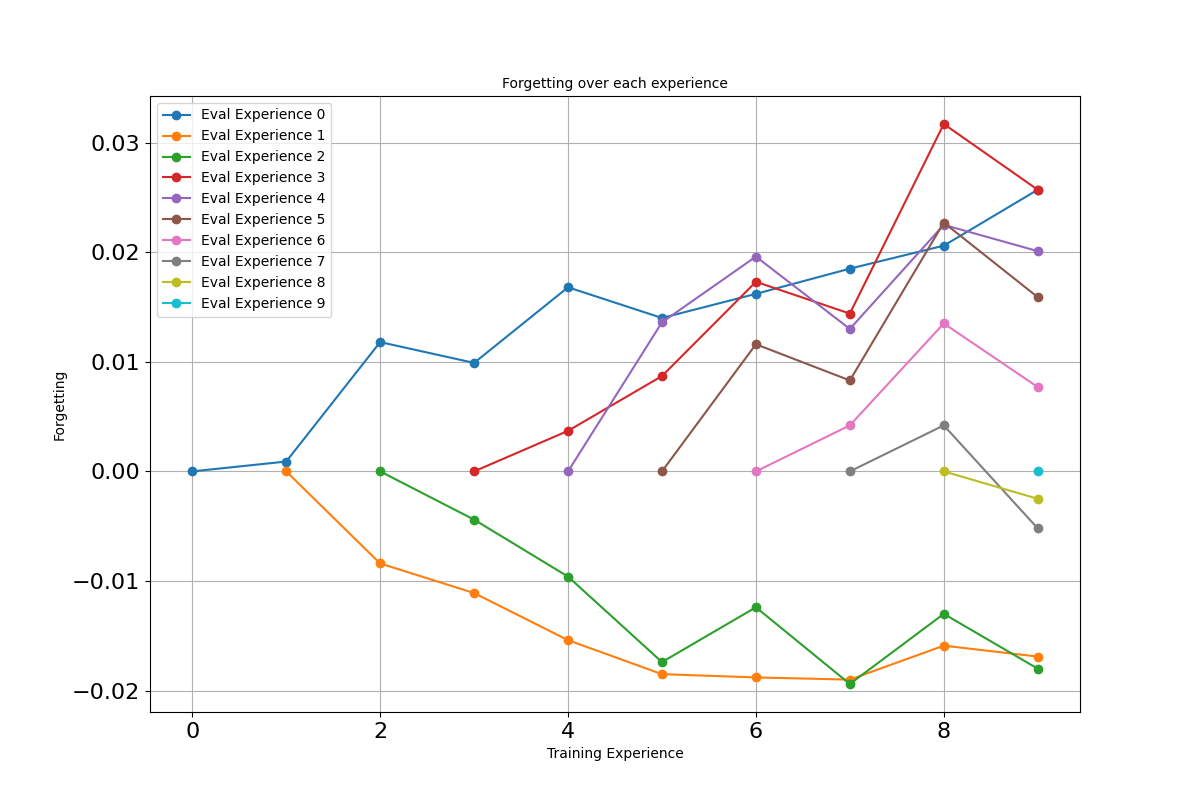 Forgetting over each experience
Eval Experience 0
Eval Experience 1
Eval Experience 2
Eval Experience 3
Eval Experience 4
Eval Experience 5
Eval Experience 6
Eval Experience 7
Eval Experience 8
Eval Experience 9
0.03
0.02
0.01
0.00
−0.01
−0.02
Forgetting
0 2 4 6 8
Training Experience